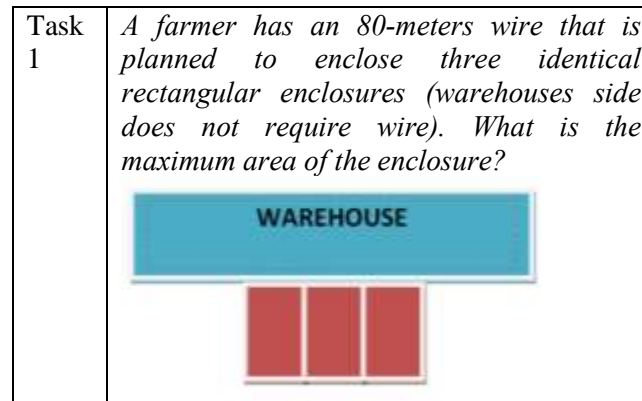 Task
1
A farmer has an 80-meters wire that is
planned to enclose three identical
rectangular enclosures (warehouses side
does not require wire). What is the
maximum area of the enclosure?
WAREHOUSE